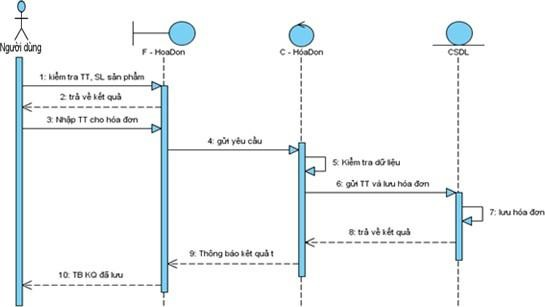 Người dùng
F - HoaDon
C - HóaDon
CSDL
1: kiểm tra TT, SL sản phẩm
2: trả về kết quả
3: Nhập TT cho hóa đơn
4: gửi yêu cầu
5: Kiểm tra dữ liệu
6: gửi TT và lưu hóa đơn
7: lưu hóa đơn
8: trả về kết quả
9: Thông báo kết quả t
10: TB KQ đã lưu